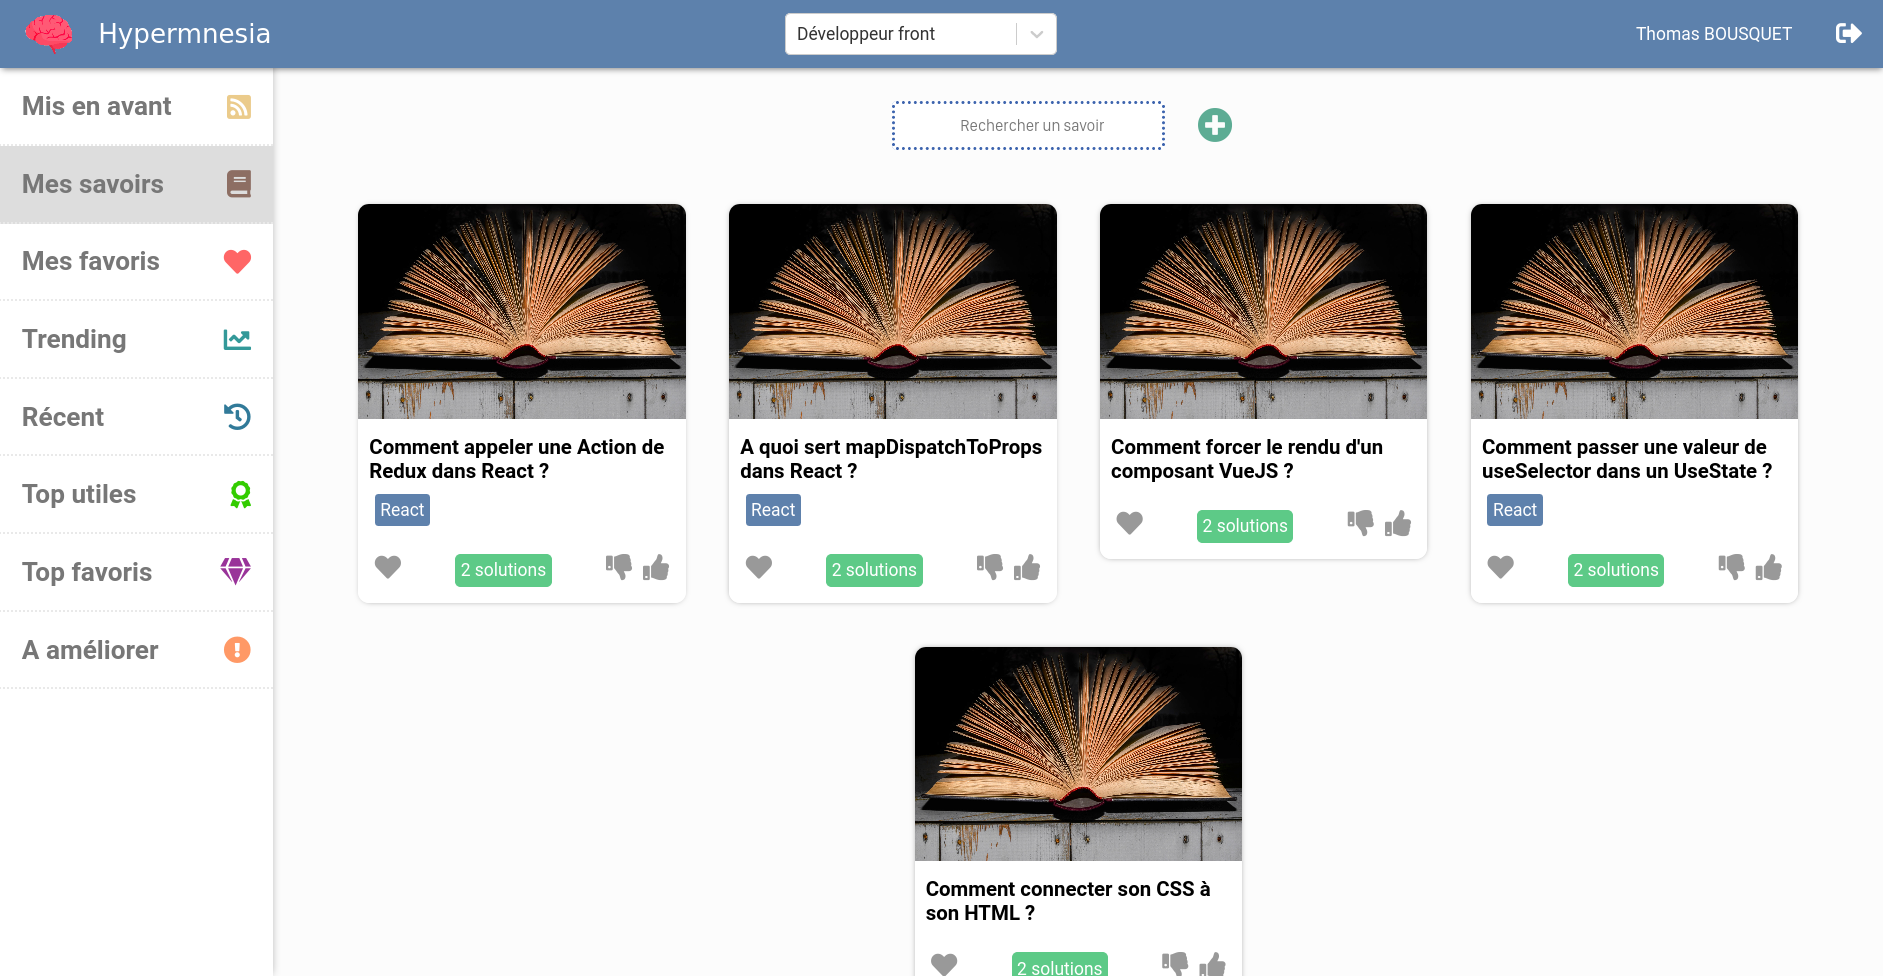 Hypermnesia
Développeur front
Thomas BOUSQUET
Mis en avant
Mes savoirs
Mes favoris
Trending
Récent
Top utiles
Top favoris
A améliorer
Rechercher un savoir
Comment appeler une Action de
Redux dans React ?
React
2 solutions
A quoi sert mapDispatchToProps
dans React ?
React
2 solutions
Comment forcer le rendu d'un
composant VueJS ?
2 solutions
Comment passer une valeur de
useSelector dans un UseState ?
React
2 solutions
Comment connecter son CSS à
son HTML ?
2 solutions